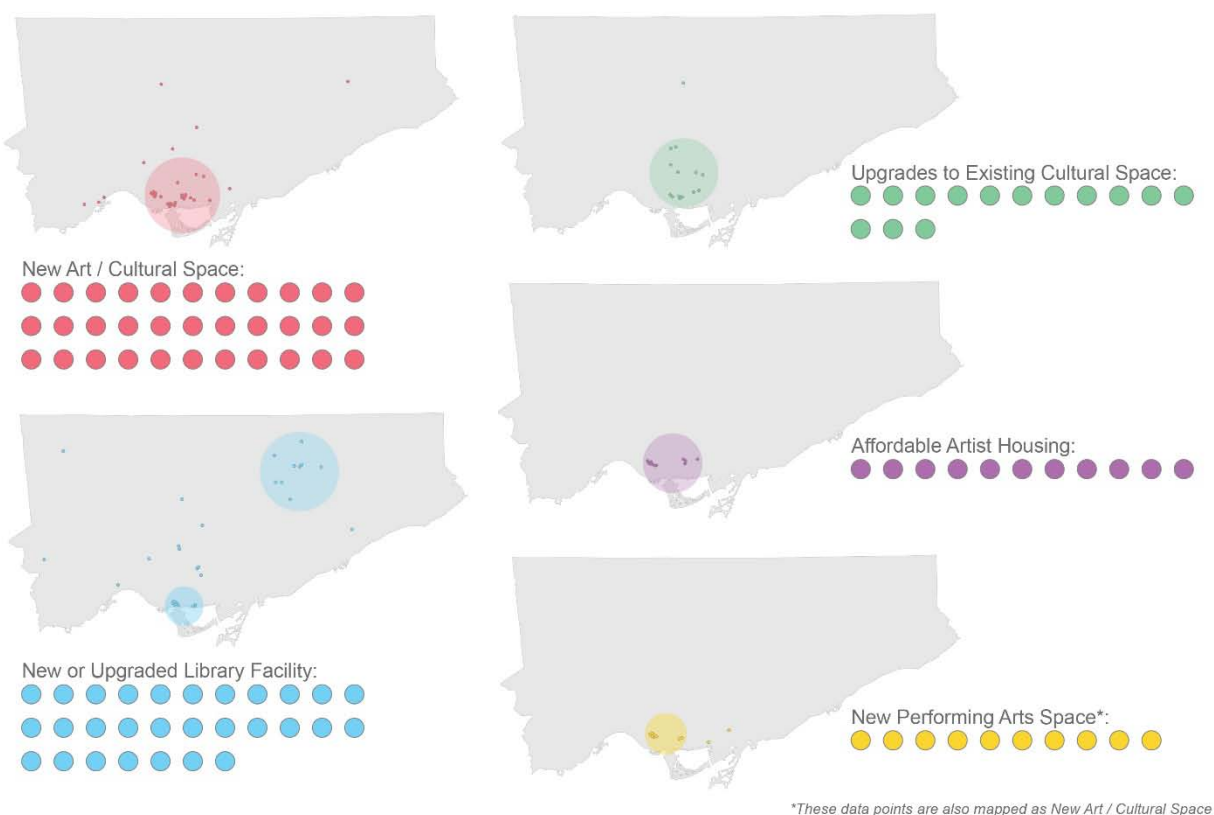 New Art / Cultural Space:
New or Upgraded Library Facility:
Upgrades to Existing Cultural Space:
Affordable Artist Housing:
New Performing Arts Space*:
*These data points are also mapped as New Art / Cultural Space